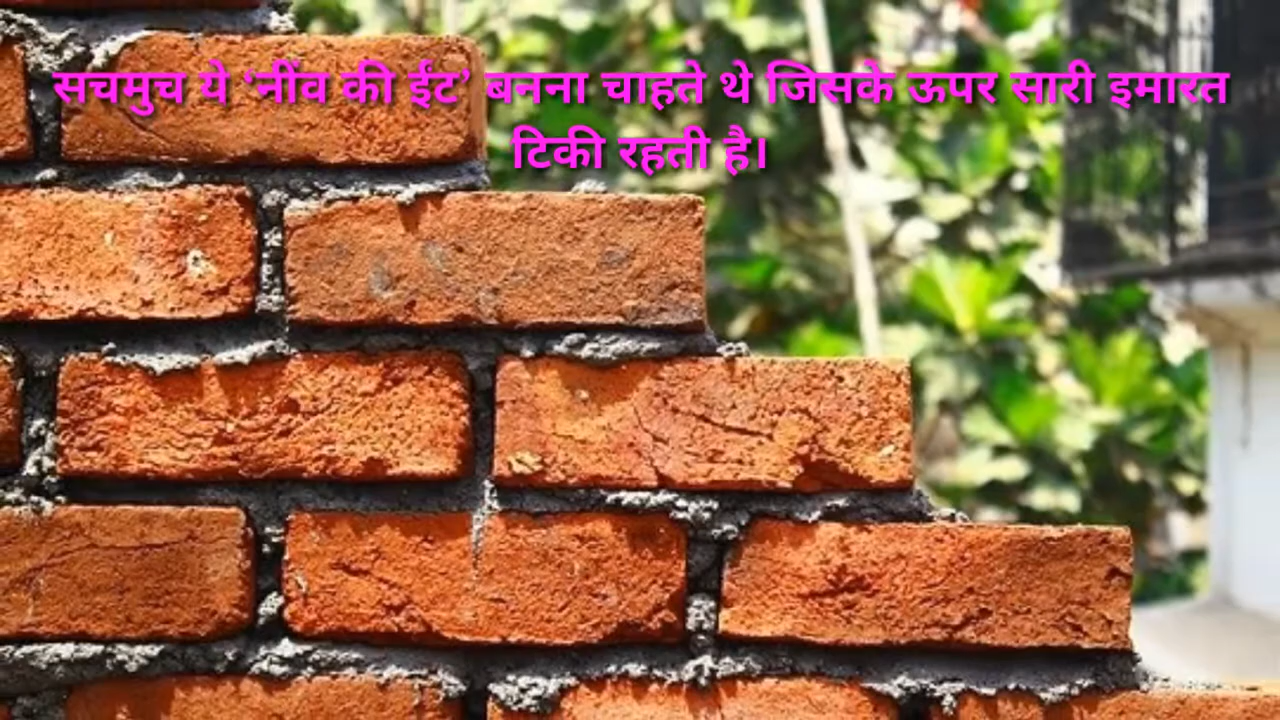 सचमुच ये ‘नींव की ईंट’ बनना चाहते थे जिसके ऊपर सारी इमारत
टिकी रहती है।